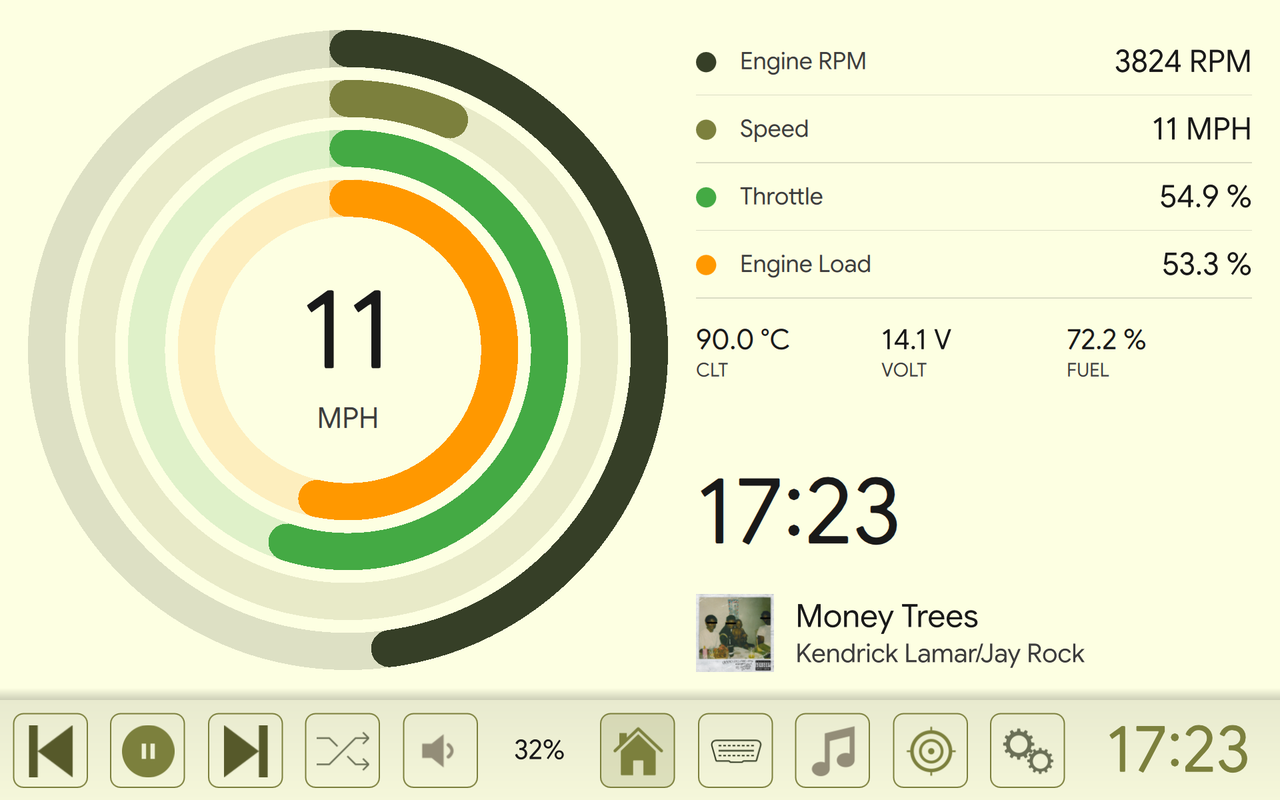 11
MPH
Engine RPM 3824 RPM
Speed 11 MPH
Throttle 54.9 %
Engine Load 53.3 %
90.0 °C 14.1 V 72.2 %
CLT VOLT FUEL
17:23
Money Trees
Kendrick Lamar/Jay Rock
32% 17:23